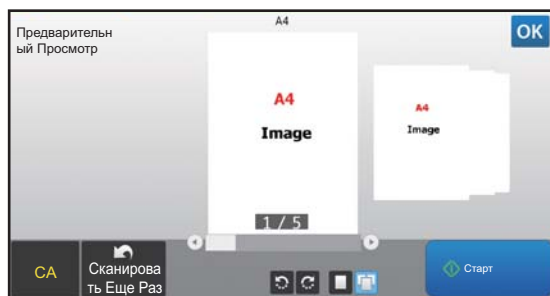 A4
Предварительн
ый Просмотр
OK
A4
Image
A4
Image
1 / 5
CA
Сканирова
ть Еще Раз
Старт